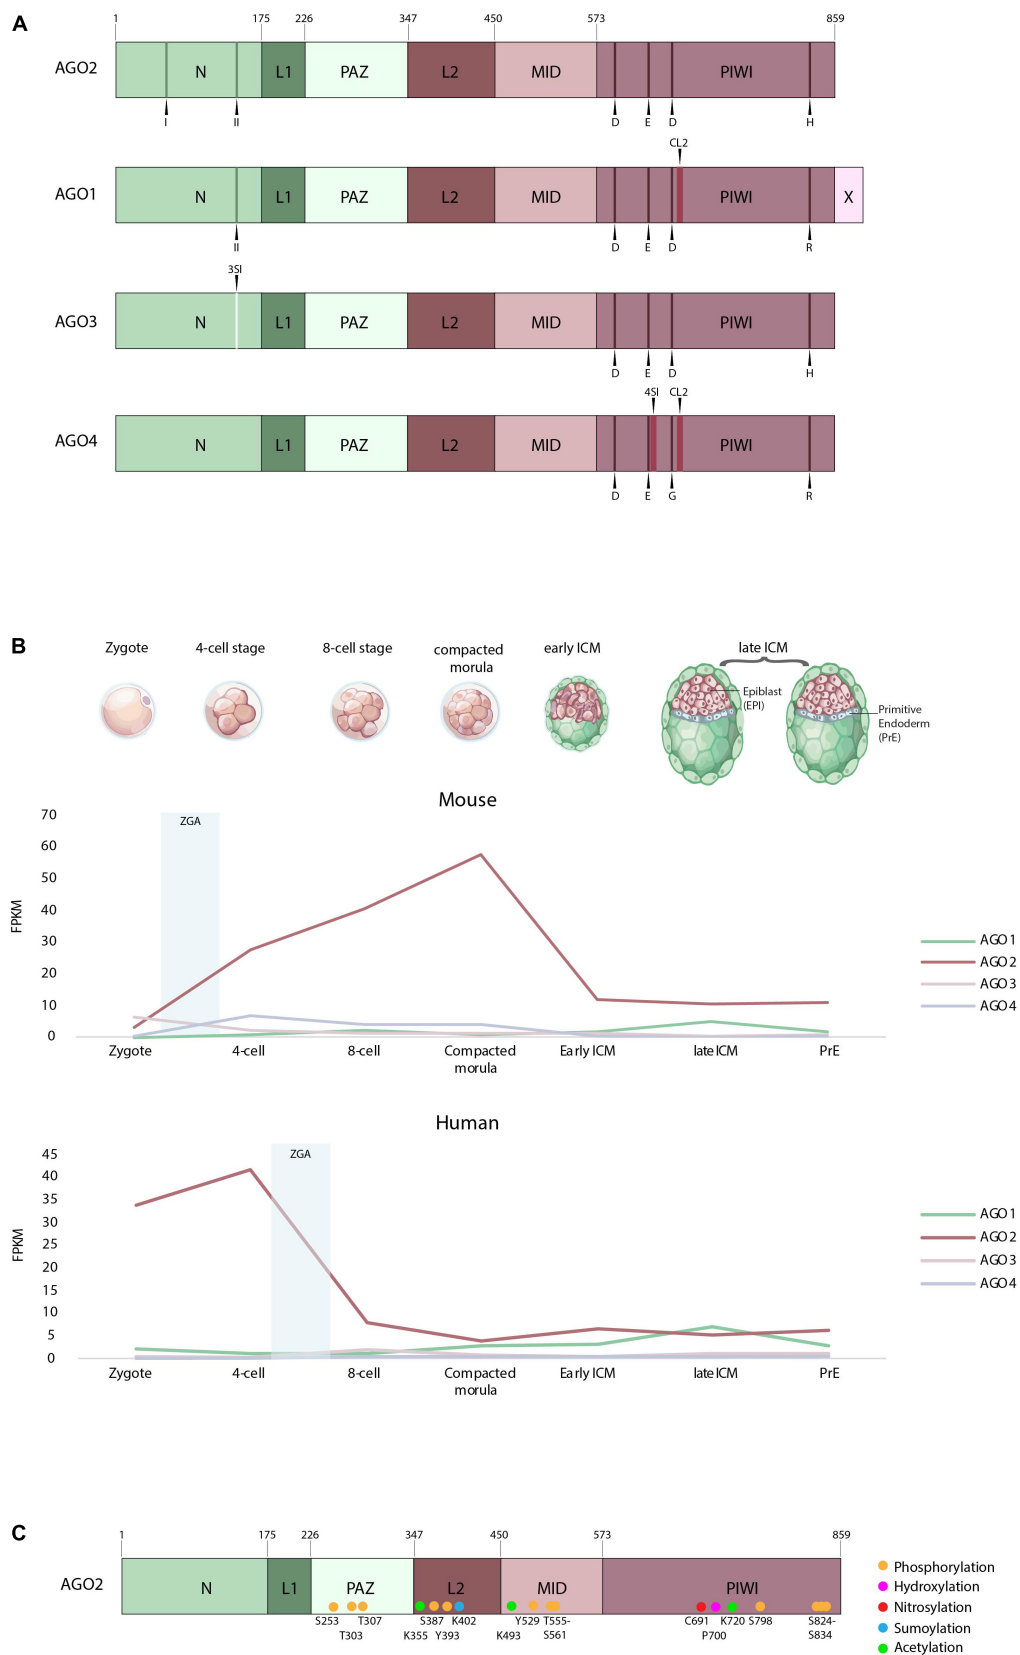 A
1 175 226 347 450 573 859
AGO2 N L1 PAZ L2 MID PIWI
I II D E D H
CL2
AGO1 N L1 PAZ L2 MID PIWI X
II D E D R
3SI
AGO3 N L1 PAZ L2 MID PIWI
D E D H
4SI CL2
AGO4 N L1 PAZ L2 MID PIWI
D E G R
B
Zygote 4-cell stage 8-cell stage compacted early ICM late ICM
morula
Epiblast
(EPI)
Primitive
Endoderm
(PrE)
Mouse
ZGA
70
60
50
40
30
20
10
0
FPKM
Zygote 4-cell 8-cell Compacted Early ICM late ICM PrE
morula
AGO1
AGO2
AGO3
AGO4
Human
ZGA
45
40
35
30
25
20
15
10
5
0
FPKM
Zygote 4-cell 8-cell Compacted Early ICM late ICM PrE
morula
AGO1
AGO2
AGO3
AGO4
C
1 175 226 347 450 573 859
AGO2 N L1 PAZ L2 MID PIWI
S253 T307 S387 K402 Y529 T555- C691 K720 S798 S824-
T303 K355 Y393 K493 S561 P700 S834
Phosphorylation
Hydroxylation
Nitrosylation
Sumoylation
Acetylation